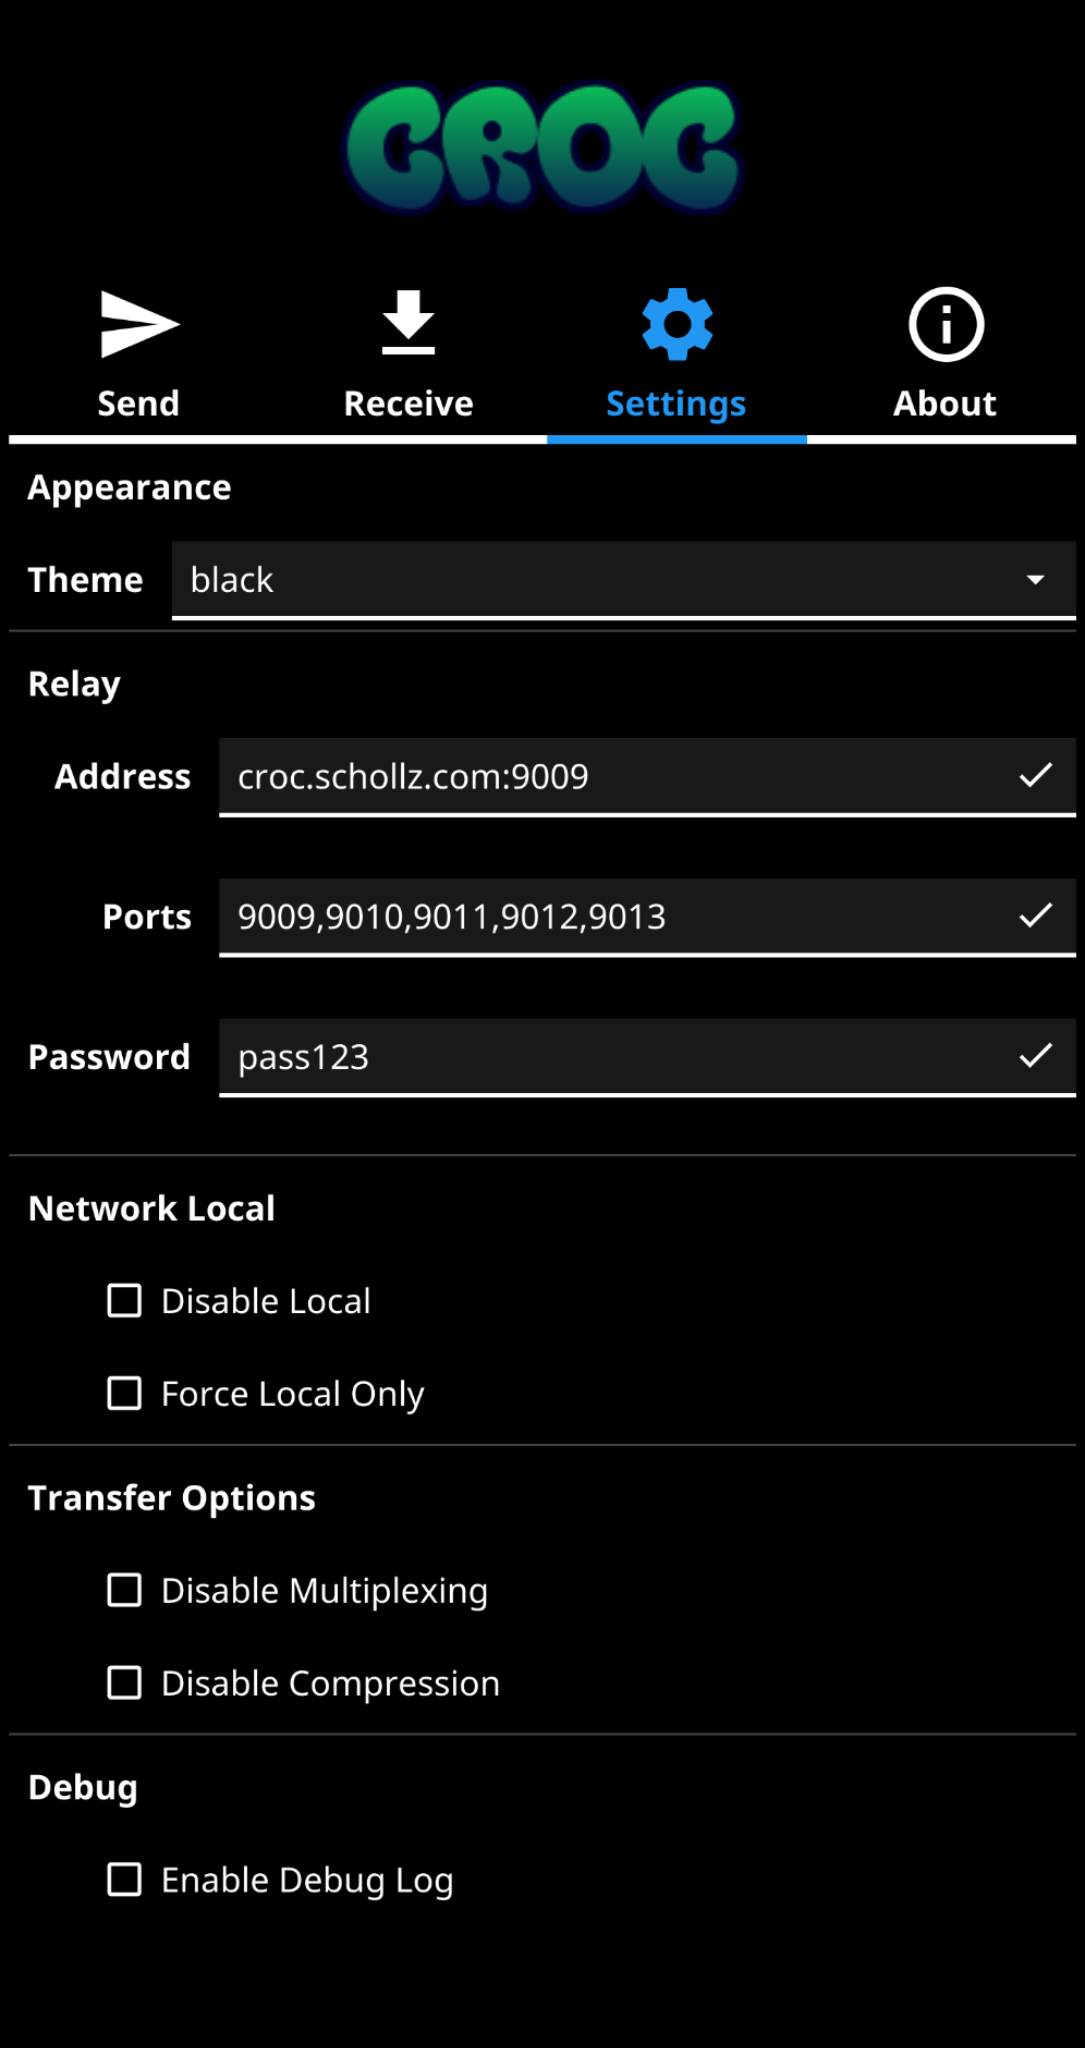 CROC
Send Receive Settings About
Appearance
Theme black
Relay
Address croc.schollz.com:9009
Ports 9009,9010,9011,9012,9013
Password pass123
Network Local
Disable Local
Force Local Only
Transfer Options
Disable Multiplexing
Disable Compression
Debug
Enable Debug Log